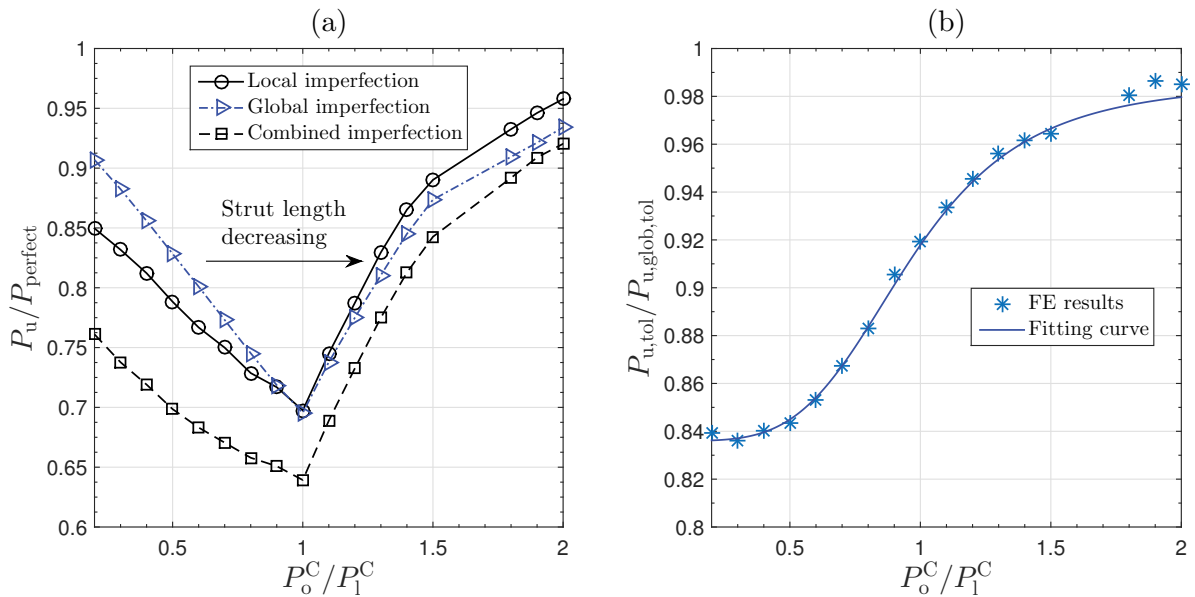 (a)
1
0.95
0.9
0.85
0.8
0.75
0.7
0.65
0.6
0.5
1
1.5
2
P_u/P_perfect
P_o^C/P_l^C
Local imperfection
Global imperfection
Combined imperfection
Strut length
decreasing
(b)
1
0.98
0.96
0.94
0.92
0.9
0.88
0.86
0.84
0.82
0.8
0.5
1
1.5
2
P_u,tol/P_u,glob,tol
P_o^C/P_l^C
FE results
Fitting curve